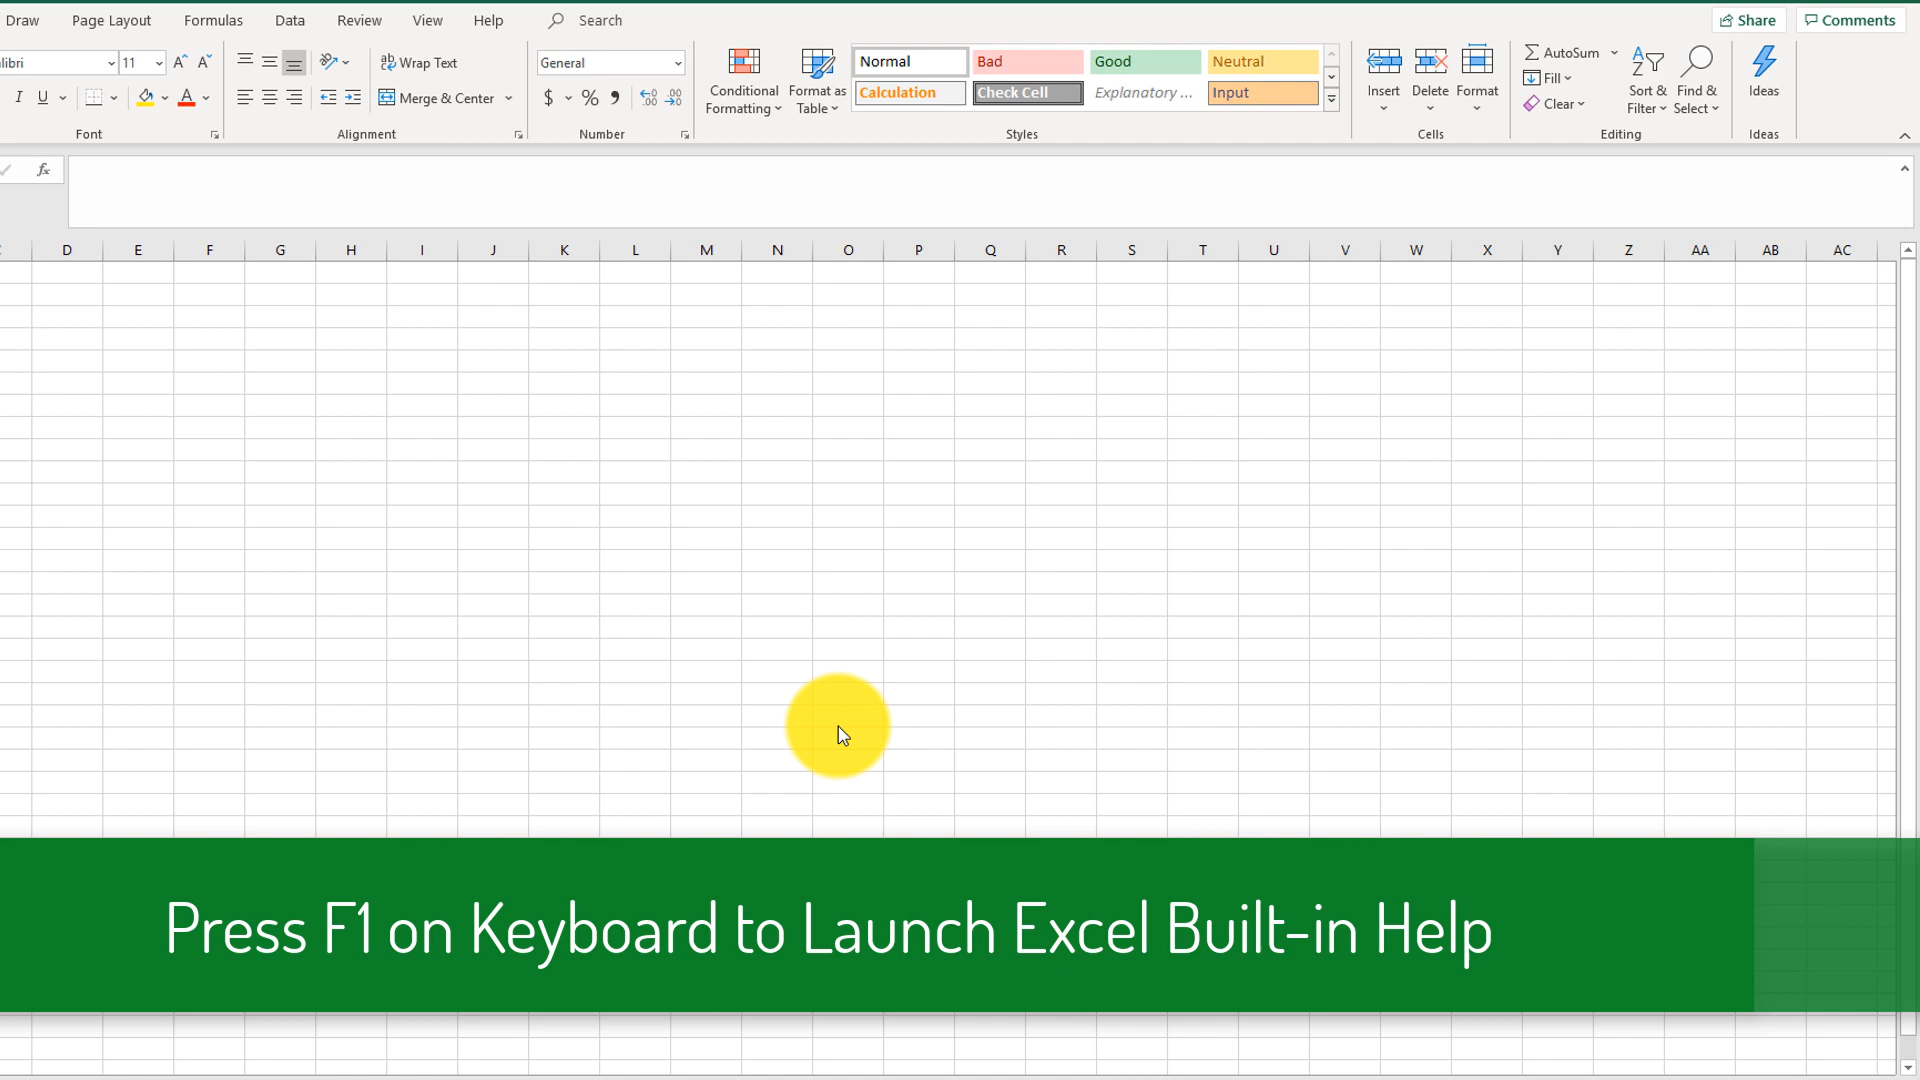 Draw Page Layout Formulas Data Review View Help Search Share Comments
libri 11 Wrap Text General Normal Bad Good Neutral AutoSum
Fill
Merge & Center $ % Calculation Check Cell Explanatory ... Input
Clear
Conditional Formatting Format as Table Insert Delete Format Sort & Filter Find & Select Ideas
Font Alignment Number Styles Cells Editing Ideas
fx
D E F G H I J K L M N O P Q R S T U V W X Y Z AA AB AC
Press F1 on Keyboard to Launch Excel Built-in Help